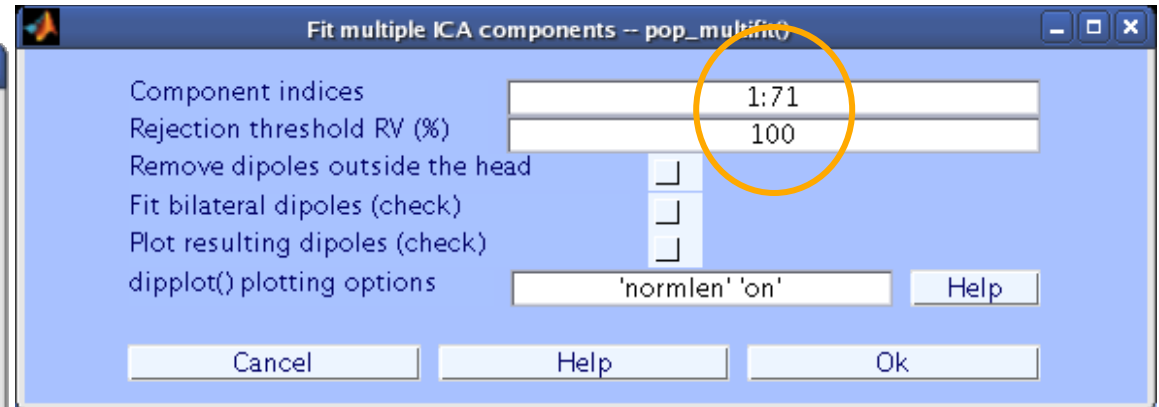 Fit multiple ICA components -- pop_multifit()
Component indices 1:71
Rejection threshold RV (%) 100
Remove dipoles outside the head
Fit bilateral dipoles (check)
Plot resulting dipoles (check)
dipplot() plotting options 'normlen' 'on' Help
Cancel Help Ok